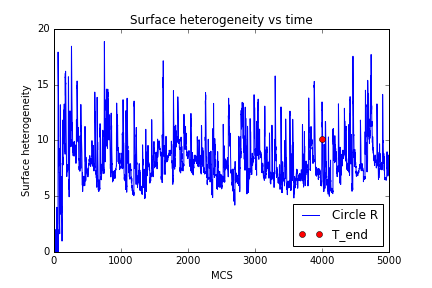 Surface heterogeneity vs time
20
15
10
5
0
Surface heterogeneity
0 1000 2000 3000 4000 5000
MCS
Circle R
T_end